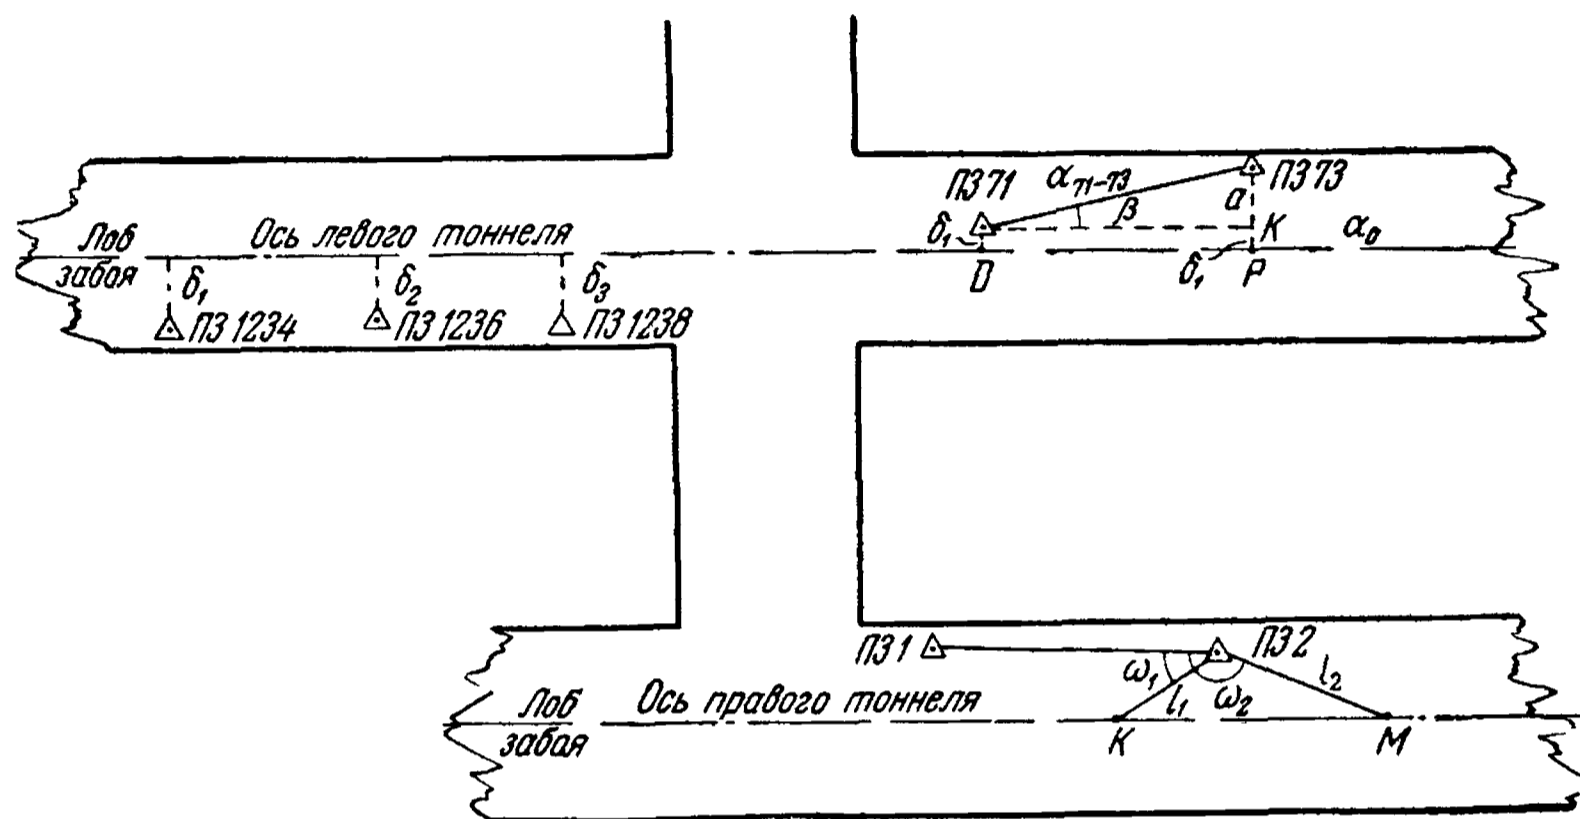 ПЗ 71
α₇₁₋₇₃
ПЗ 73
β
a
Лоб
забоя
Ось левого тоннеля
δ₁
K
α₀
D
δ₁
P
δ₁
δ₂
δ₃
ПЗ 1234
ПЗ 1236
ПЗ 1238
ПЗ 1
ПЗ 2
ω₁
l₁
ω₂
l₂
Лоб
забоя
Ось правого тоннеля
K
M